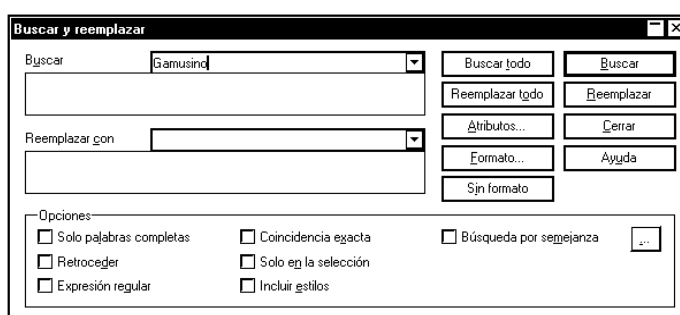 Buscar y reemplazar
Buscar
Gamusino
Buscar todo
Buscar
Reemplazar todo
Reemplazar
Atributos...
Cerrar
Reemplazar con
Formato...
Ayuda
Sin formato
Opciones
Solo palabras completas
Coincidencia exacta
Búsqueda por semejanza
...
Retroceder
Solo en la selección
Expresión regular
Incluir estilos